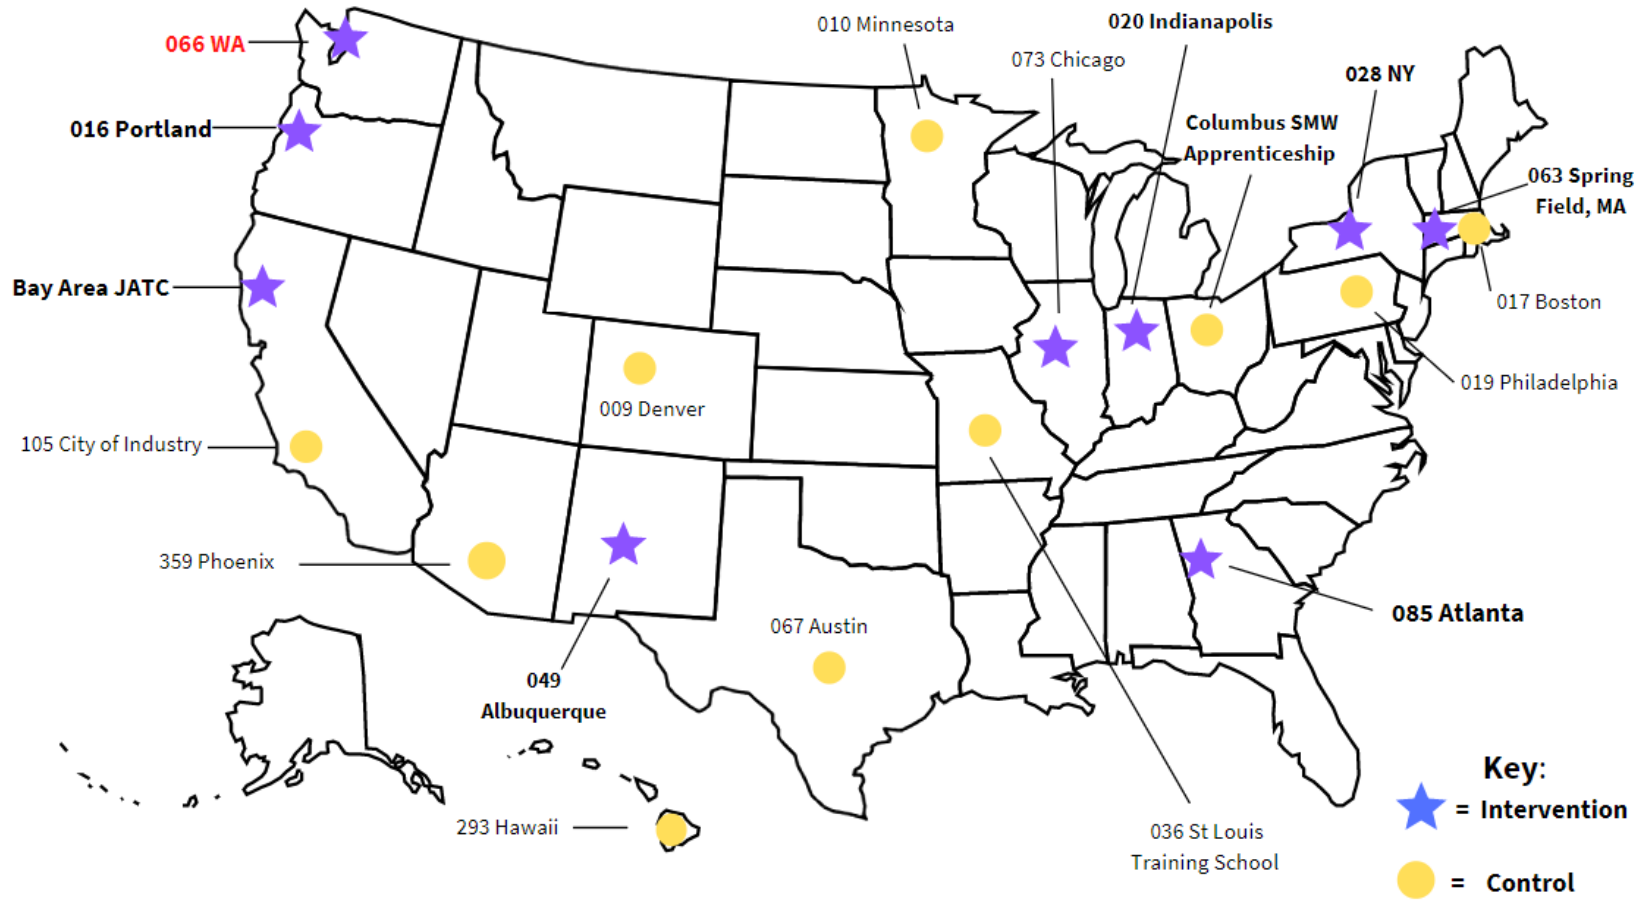 010 Minnesota
020 Indianapolis
066 WA
073 Chicago
028 NY
016 Portland
Columbus SMW
Apprenticeship
063 Spring
Field, MA
Bay Area JATC
017 Boston
009 Denver
019 Philadelphia
105 City of Industry
359 Phoenix
067 Austin
085 Atlanta
049
Albuquerque
293 Hawaii
036 St Louis
Training School
Key:
= Intervention
= Control